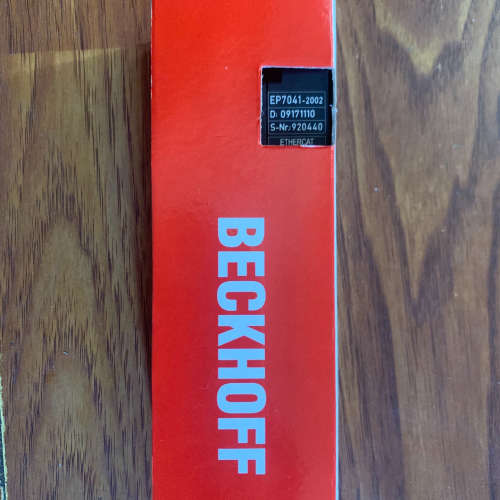 EP7041-2002
D: 09171110
S-Nr.:920440
ETHERCAT
BECKHOFF